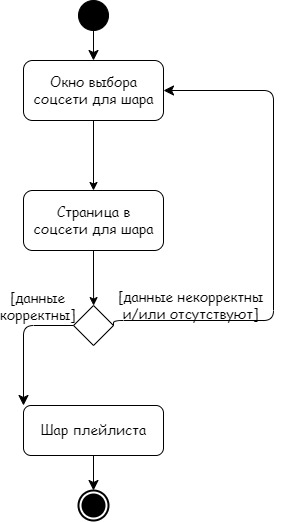 Окно выбора
соцсети для шара
Страница в
соцсети для шара
[данные
корректны]
[данные некорректны
и/или отсутствуют]
Шар плейлиста